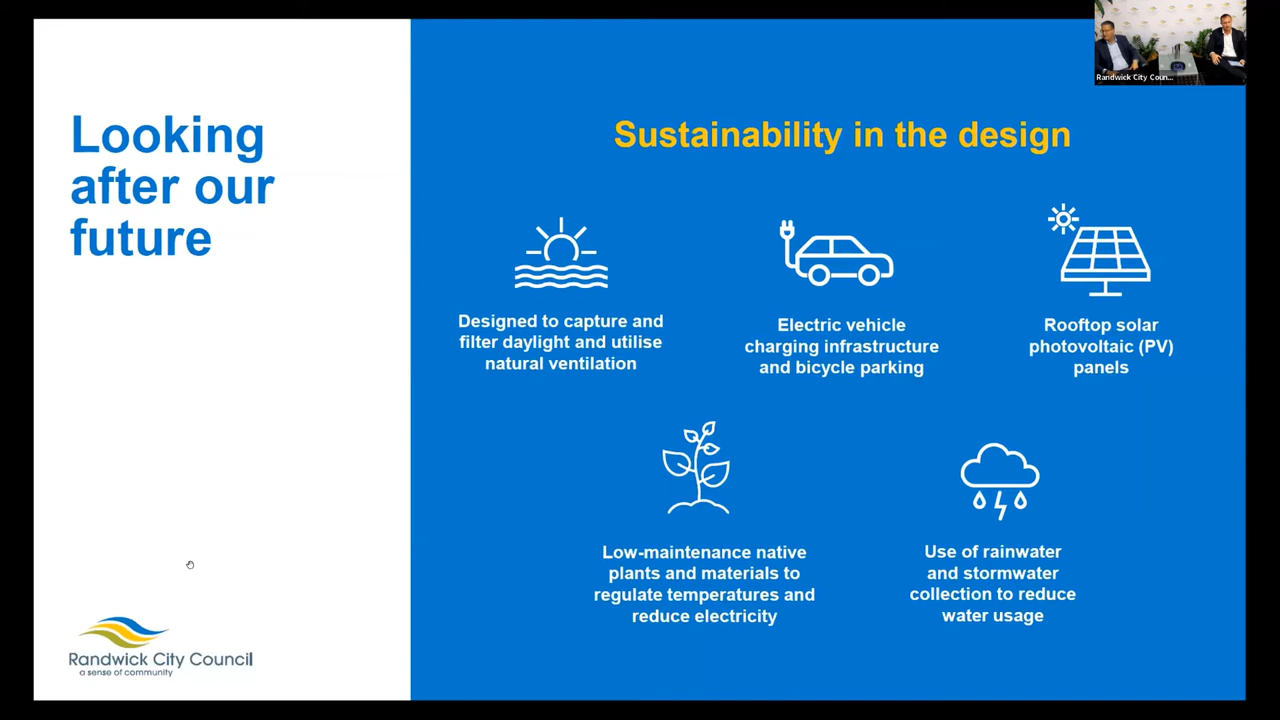 Looking
after our
future
Sustainability in the design
Designed to capture and
filter daylight and utilise
natural ventilation
Electric vehicle
charging infrastructure
and bicycle parking
Rooftop solar
photovoltaic (PV)
panels
Low-maintenance native
plants and materials to
regulate temperatures and
reduce electricity
Use of rainwater
and stormwater
collection to reduce
water usage
Randwick City Council
a sense of community
Randwick City Coun...